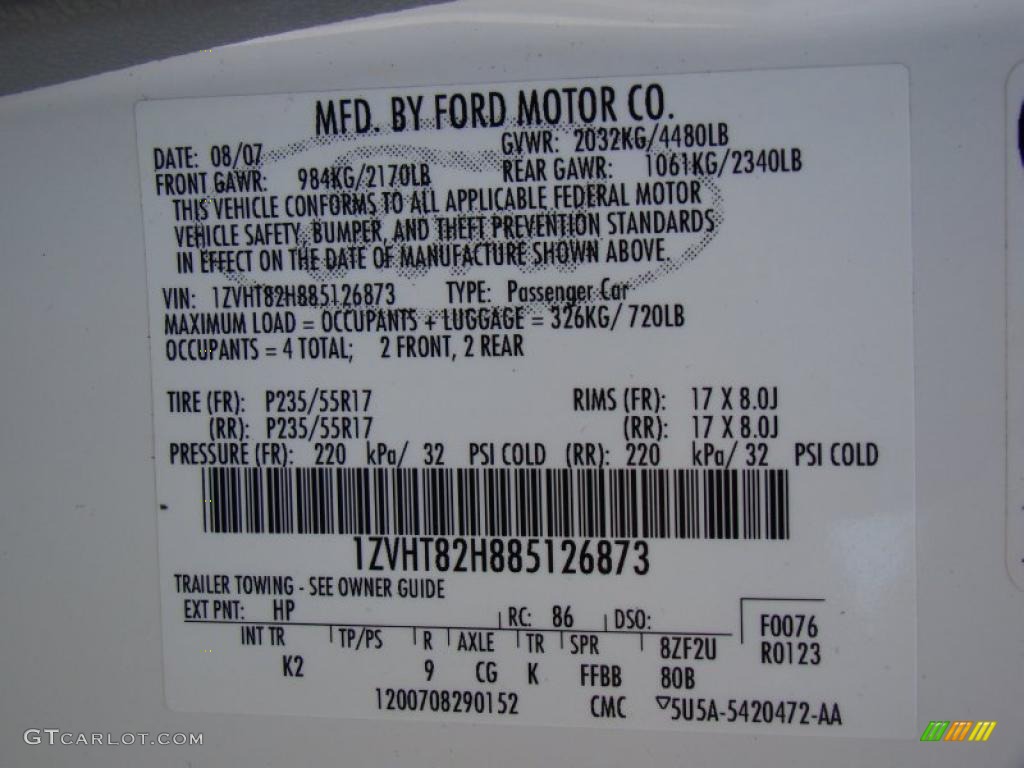 MFD. BY FORD MOTOR CO.
DATE: 08/07 GVWR: 2032KG/4480LB
FRONT GAWR: 984KG/2170LB REAR GAWR: 1061KG/2340LB
THIS VEHICLE CONFORMS TO ALL APPLICABLE FEDERAL MOTOR
VEHICLE SAFETY, BUMPER, AND THEFT PREVENTION STANDARDS
IN EFFECT ON THE DATE OF MANUFACTURE SHOWN ABOVE.
VIN: 1ZVHT82H885126873 TYPE: Passenger Car
MAXIMUM LOAD = OCCUPANTS + LUGGAGE = 326KG/ 720LB
OCCUPANTS = 4 TOTAL; 2 FRONT, 2 REAR
TIRE (FR): P235/55R17 RIMS (FR): 17 X 8.0J
(RR): P235/55R17 (RR): 17 X 8.0J
PRESSURE (FR): 220 kPa/ 32 PSI COLD (RR): 220 kPa/ 32 PSI COLD
1ZVHT82H885126873
TRAILER TOWING - SEE OWNER GUIDE
EXT PNT: HP RC: 86 DSO: F0076
INT TR TP/PS R AXLE TR SPR 8ZF2U R0123
K2 9 CG K FFBB 80B
1200708290152 CMC 5U5A-5420472-AA
GTCARLOT.COM